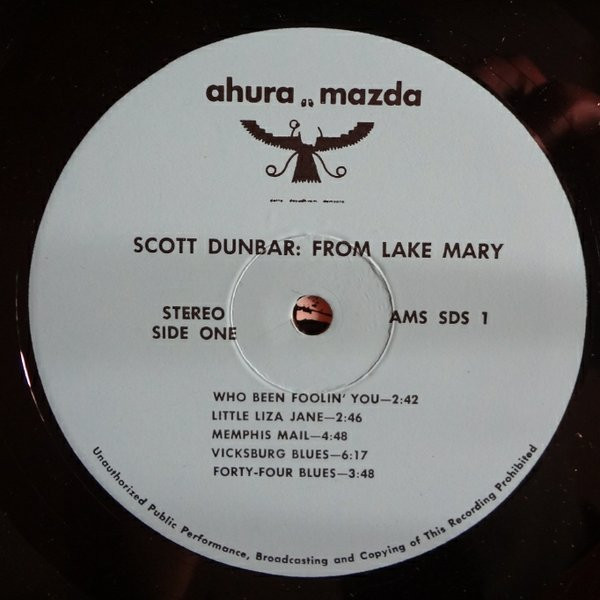 ahura mazda
SCOTT DUNBAR: FROM LAKE MARY
STEREO
SIDE ONE
AMS SDS 1
WHO BEEN FOOLIN' YOU—2:42
LITTLE LIZA JANE—2:46
MEMPHIS MAIL—4:48
VICKSBURG BLUES—6:17
FORTY-FOUR BLUES—3:48
Unauthorized Public Performance, Broadcasting and Copying of This Recording Prohibited